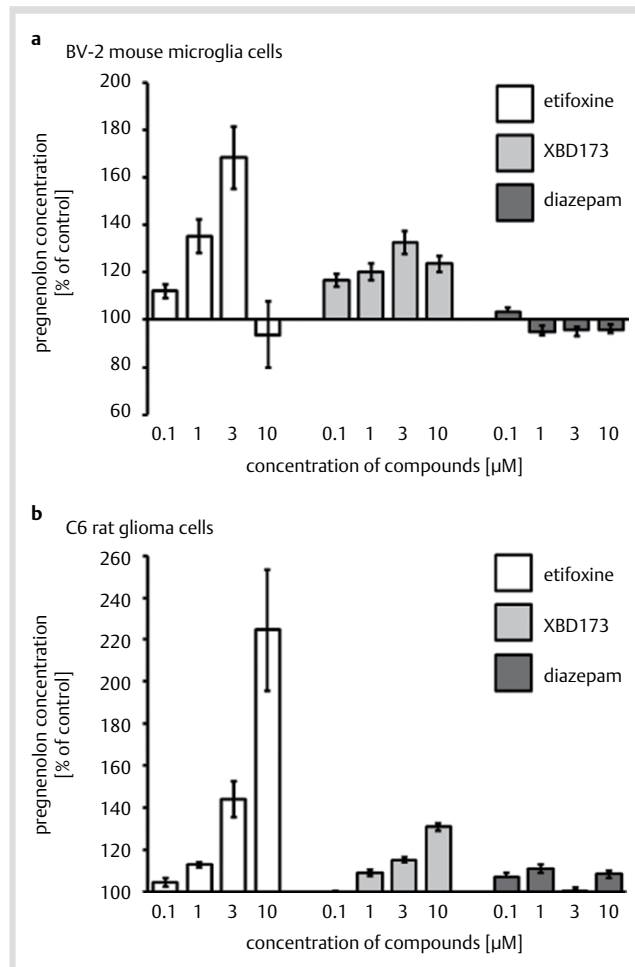 a
BV-2 mouse microglia cells
pregnenolon concentration
[% of control]
200
180
160
140
120
100
80
60
etifoxine
XBD173
diazepam
0.1 1 3 10 0.1 1 3 10 0.1 1 3 10
concentration of compounds [µM]
b
C6 rat glioma cells
pregnenolon concentration
[% of control]
260
240
220
200
180
160
140
120
100
etifoxine
XBD173
diazepam
0.1 1 3 10 0.1 1 3 10 0.1 1 3 10
concentration of compounds [µM]